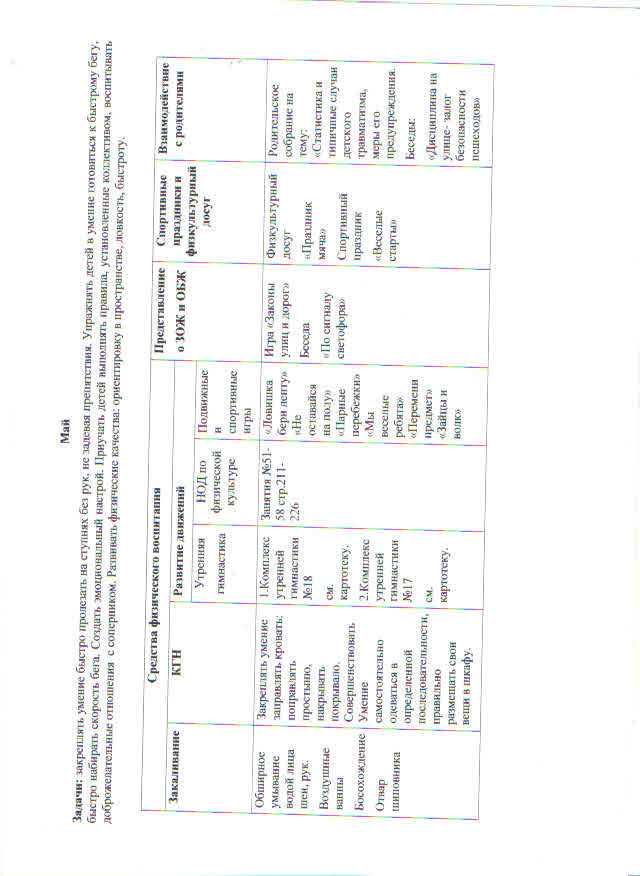 Май
Задачи: закреплять умение быстро пролезать на ступнях без рук, не задевая препятствия. Упражнять детей в умение готовиться к быстрому бегу,
быстро набирать скорость бега. Создать эмоциональный настрой. Приучать детей выполнять правила, установленные коллективом, воспитывать
доброжелательные отношения с соперником. Развивать физические качества: ориентировку в пространстве, ловкость, быстроту.
Средства физического воспитания
Представление
о ЗОЖ и ОБЖ
Спортивные
праздники и
физкультурный
досуг
Взаимодействие
с родителями
Закаливание
КГН
Развитие движений
Утренняя
гимнастика
НОД по
физической
культуре
Подвижные
и
спортивные
игры
Обширное
умывание
водой лица
шеи, рук.
Воздушные
ванны
Босохождение
Отвар
шиповника
Закреплять умение
заправлять кровать:
поправлять
простыню,
накрывать
покрывало.
Совершенствовать
Умение
самостоятельно
одеваться в
определенной
последовательности,
правильно
размещать свои
вещи в шкафу.
1.Комплекс
утренней
гимнастики
№18
см.
картотеку.
2.Комплекс
утренней
гимнастики
№17
см.
картотеку.
Занятия №51-
58 стр.211-
226
«Ловишка
бери ленту»
«Не
оставайся
на полу»
«Парные
перебежки»
«Мы
веселые
ребята»
«Перемени
предмет»
«Зайцы и
волк»
Игра «Законы
улиц и дорог»
Беседа
«По сигналу
светофора»
Физкультурный
досуг
«Праздник
мяча»
Спортивный
праздник
«Веселые
старты»
Родительское
собрание на
тему:
«Статистика и
типичные случаи
детского
травматизма,
меры его
предупреждения.
Беседы:
«Дисциплина на
улице- залог
безопасности
пешеходов»